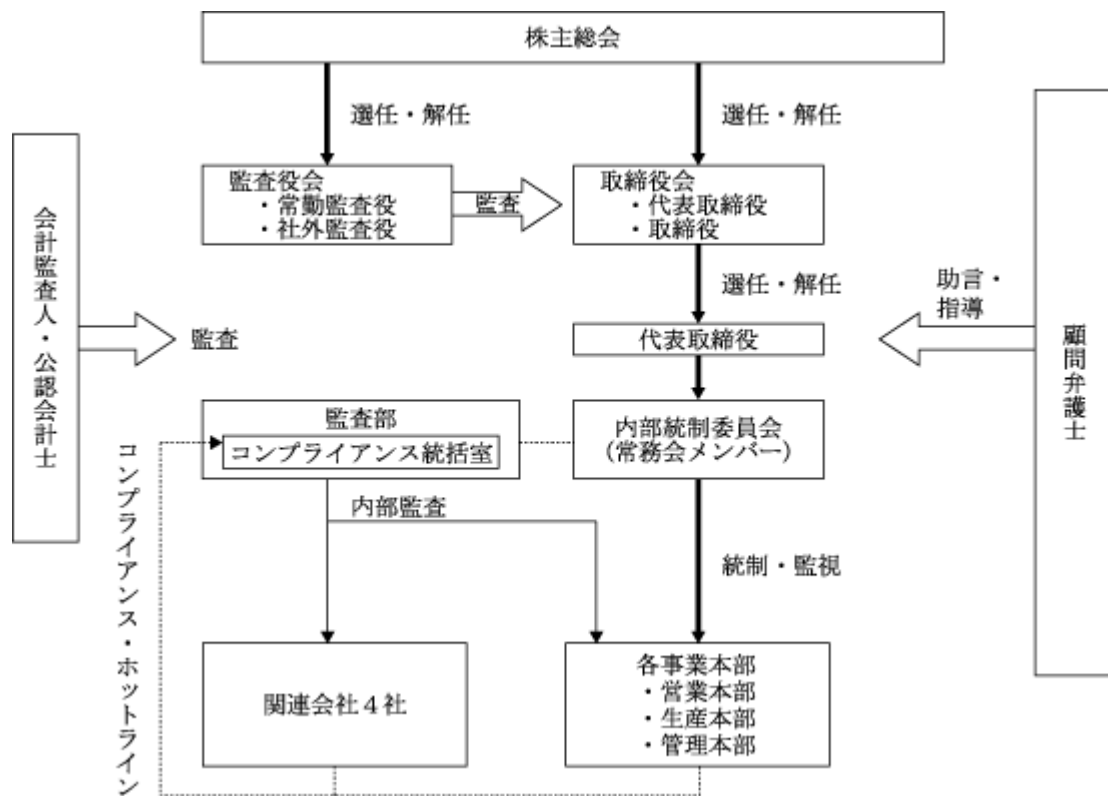 株主総会
選任・解任
選任・解任
監査役会
・常勤監査役
・社外監査役
監査
取締役会
・代表取締役
・取締役
会計監査人・公認会計士
監査
選任・解任
代表取締役
助言・
指導
顧問弁護士
監査部
コンプライアンス統括室
内部統制委員会
(常務会メンバー)
コンプライアンス・ホットライン
内部監査
統制・監視
関連会社4社
各事業本部
・営業本部
・生産本部
・管理本部